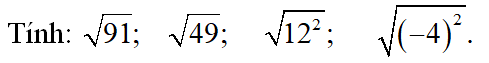 Tính: √91; √49; √12²; √(−4)².